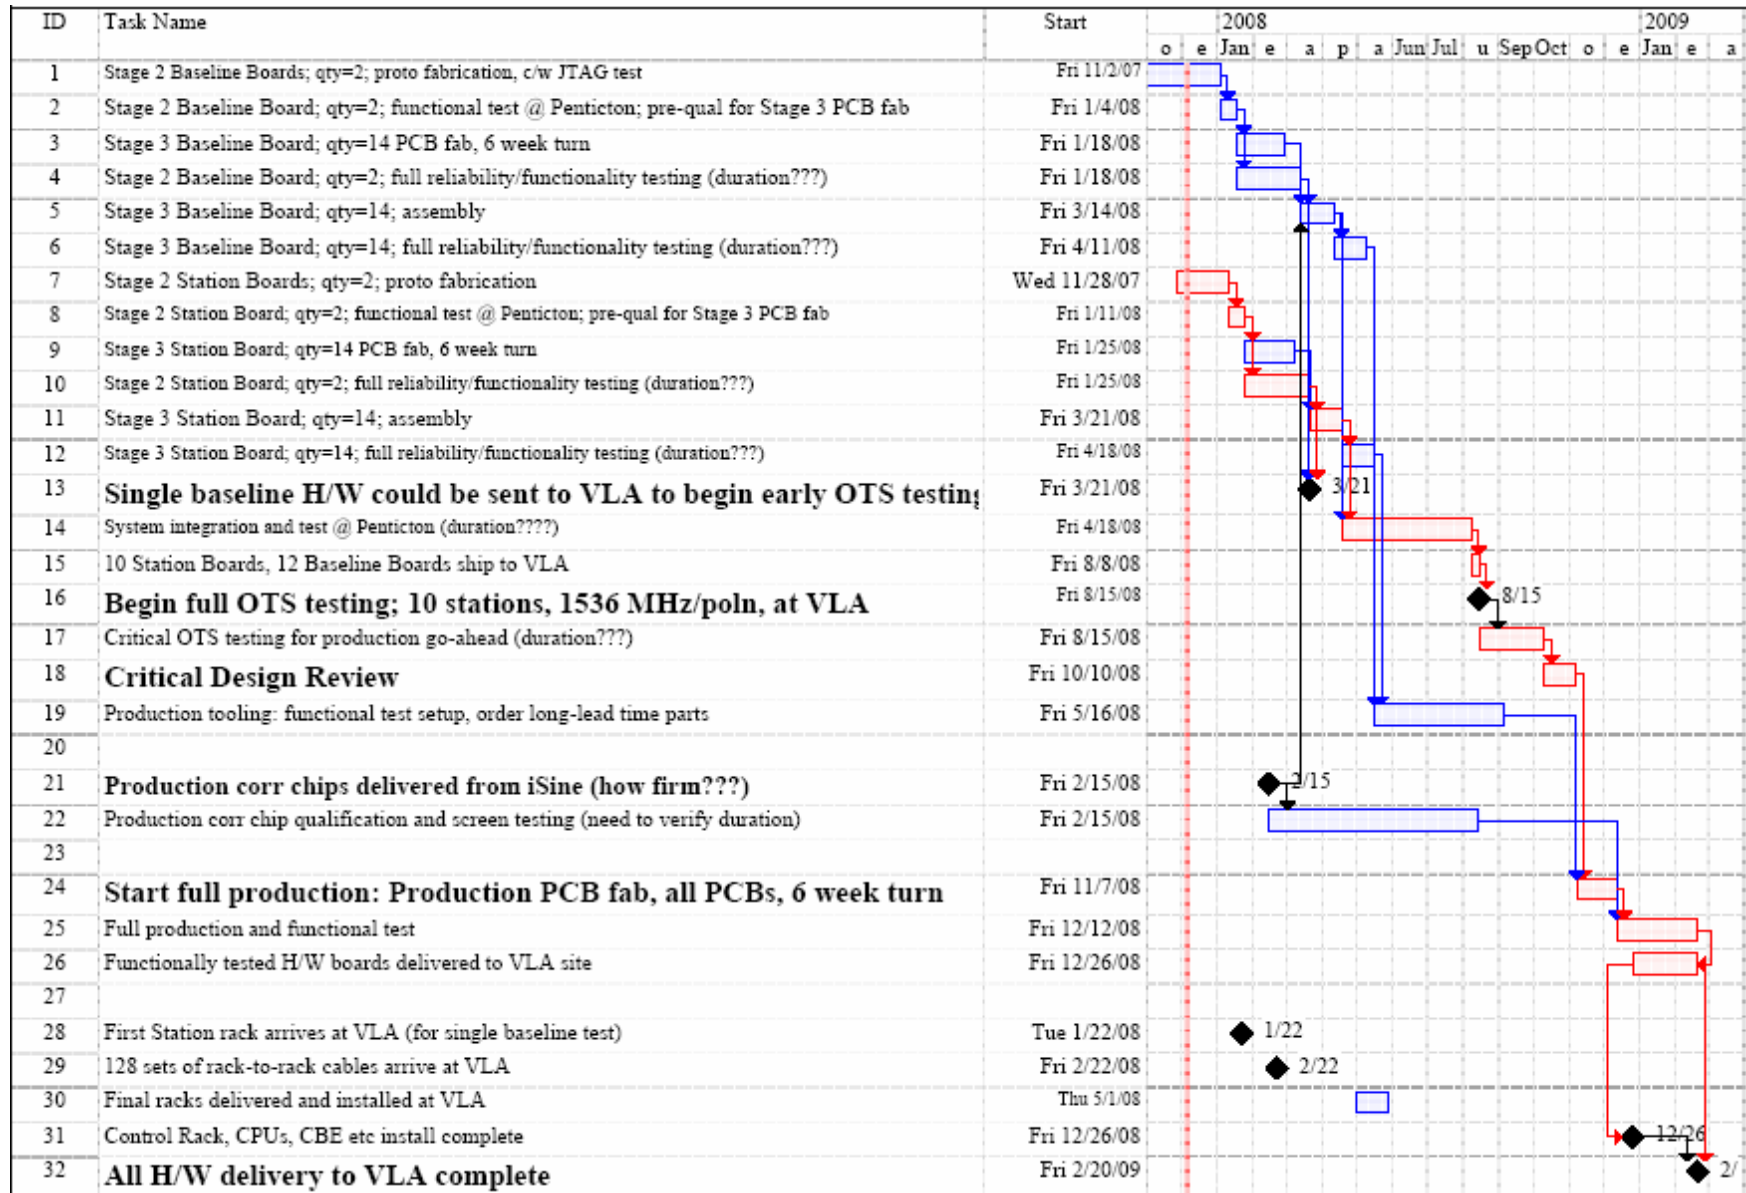 ID Task Name Start 2008 2009
o e Jan e a p a Jun Jul u Sep Oct o e Jan e a
1 Stage 2 Baseline Boards; qty=2; proto fabrication, c/w JTAG test Fri 11/2/07
2 Stage 2 Baseline Board; qty=2; functional test @ Penticton; pre-qual for Stage 3 PCB fab Fri 1/4/08
3 Stage 3 Baseline Board; qty=14 PCB fab, 6 week turn Fri 1/18/08
4 Stage 2 Baseline Board; qty=2; full reliability/functionality testing (duration???) Fri 1/18/08
5 Stage 3 Baseline Board; qty=14; assembly Fri 3/14/08
6 Stage 3 Baseline Board; qty=14; full reliability/functionality testing (duration???) Fri 4/11/08
7 Stage 2 Station Boards; qty=2; proto fabrication Wed 11/28/07
8 Stage 2 Station Board; qty=2; functional test @ Penticton; pre-qual for Stage 3 PCB fab Fri 1/11/08
9 Stage 3 Station Board; qty=14 PCB fab, 6 week turn Fri 1/25/08
10 Stage 2 Station Board; qty=2; full reliability/functionality testing (duration???) Fri 1/25/08
11 Stage 3 Station Board; qty=14; assembly Fri 3/21/08
12 Stage 3 Station Board; qty=14; full reliability/functionality testing (duration???) Fri 4/18/08
13 Single baseline H/W could be sent to VLA to begin early OTS testing Fri 3/21/08 3/21
14 System integration and test @ Penticton (duration????) Fri 4/18/08
15 10 Station Boards, 12 Baseline Boards ship to VLA Fri 8/8/08
16 Begin full OTS testing; 10 stations, 1536 MHz/poln, at VLA Fri 8/15/08 8/15
17 Critical OTS testing for production go-ahead (duration???) Fri 8/15/08
18 Critical Design Review Fri 10/10/08
19 Production tooling: functional test setup, order long-lead time parts Fri 5/16/08
20
21 Production corr chips delivered from iSine (how firm???) Fri 2/15/08 2/15
22 Production corr chip qualification and screen testing (need to verify duration) Fri 2/15/08
23
24 Start full production: Production PCB fab, all PCBs, 6 week turn Fri 11/7/08
25 Full production and functional test Fri 12/12/08
26 Functionally tested H/W boards delivered to VLA site Fri 12/26/08
27
28 First Station rack arrives at VLA (for single baseline test) Tue 1/22/08 1/22
29 128 sets of rack-to-rack cables arrive at VLA Fri 2/22/08 2/22
30 Final racks delivered and installed at VLA Thu 5/1/08
31 Control Rack, CPUs, CBE etc install complete Fri 12/26/08 12/26
32 All H/W delivery to VLA complete Fri 2/20/09 2/